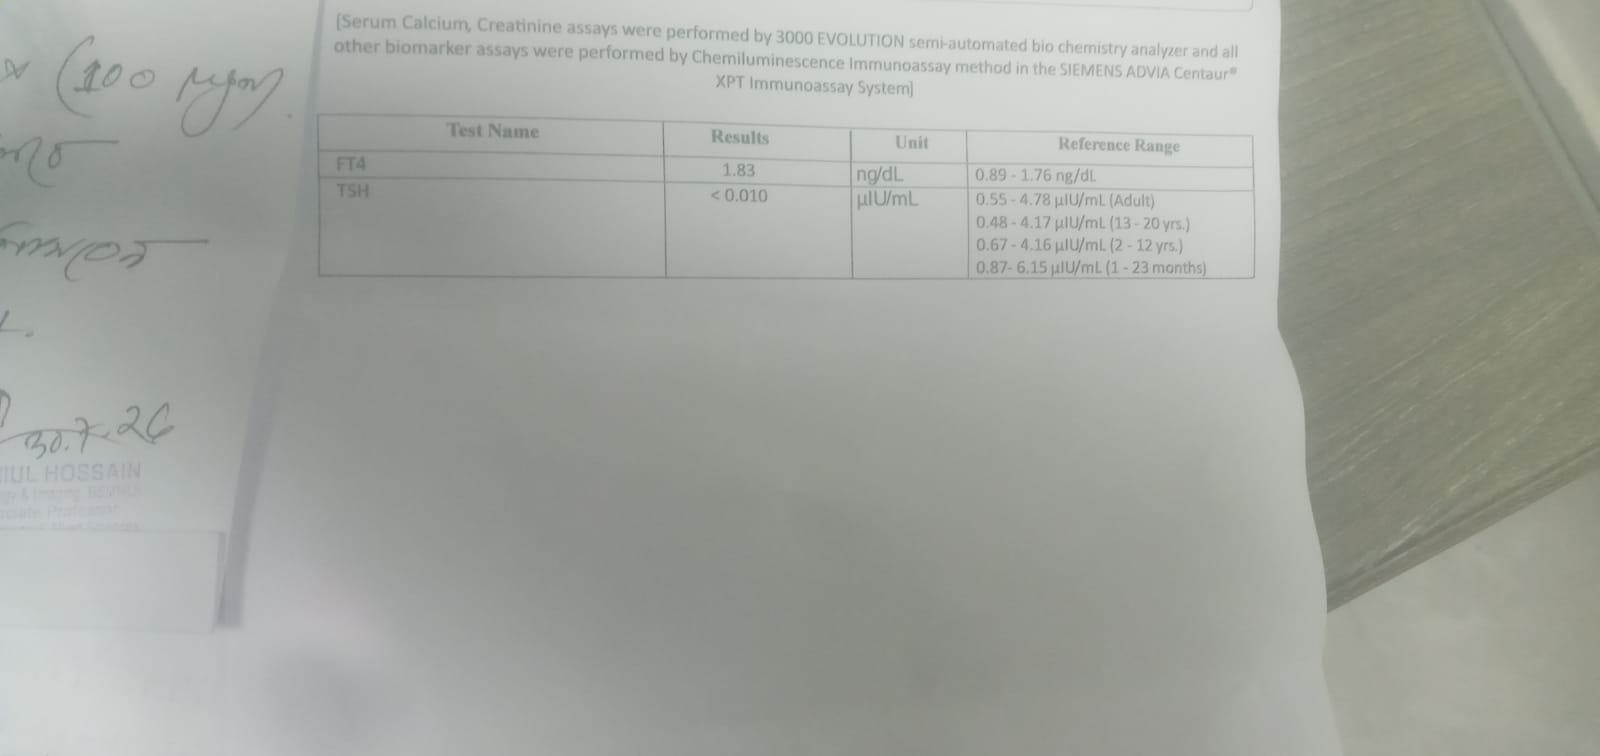 [Serum Calcium, Creatinine assays were performed by 3000 EVOLUTION semi-automated bio chemistry analyzer and all
other biomarker assays were performed by Chemiluminescence Immunoassay method in the SIEMENS ADVIA Centaur®
XPT Immunoassay System]
Test Name Results Unit Reference Range
FT4 1.83 ng/dL 0.89 - 1.76 ng/dL
TSH < 0.010 µIU/mL 0.55 - 4.78 µIU/mL (Adult)
0.48 - 4.17 µIU/mL (13 - 20 yrs.)
0.67 - 4.16 µIU/mL (2 - 12 yrs.)
0.87- 6.15 µIU/mL (1 - 23 months)
(100
30.7.26
HOSSAIN